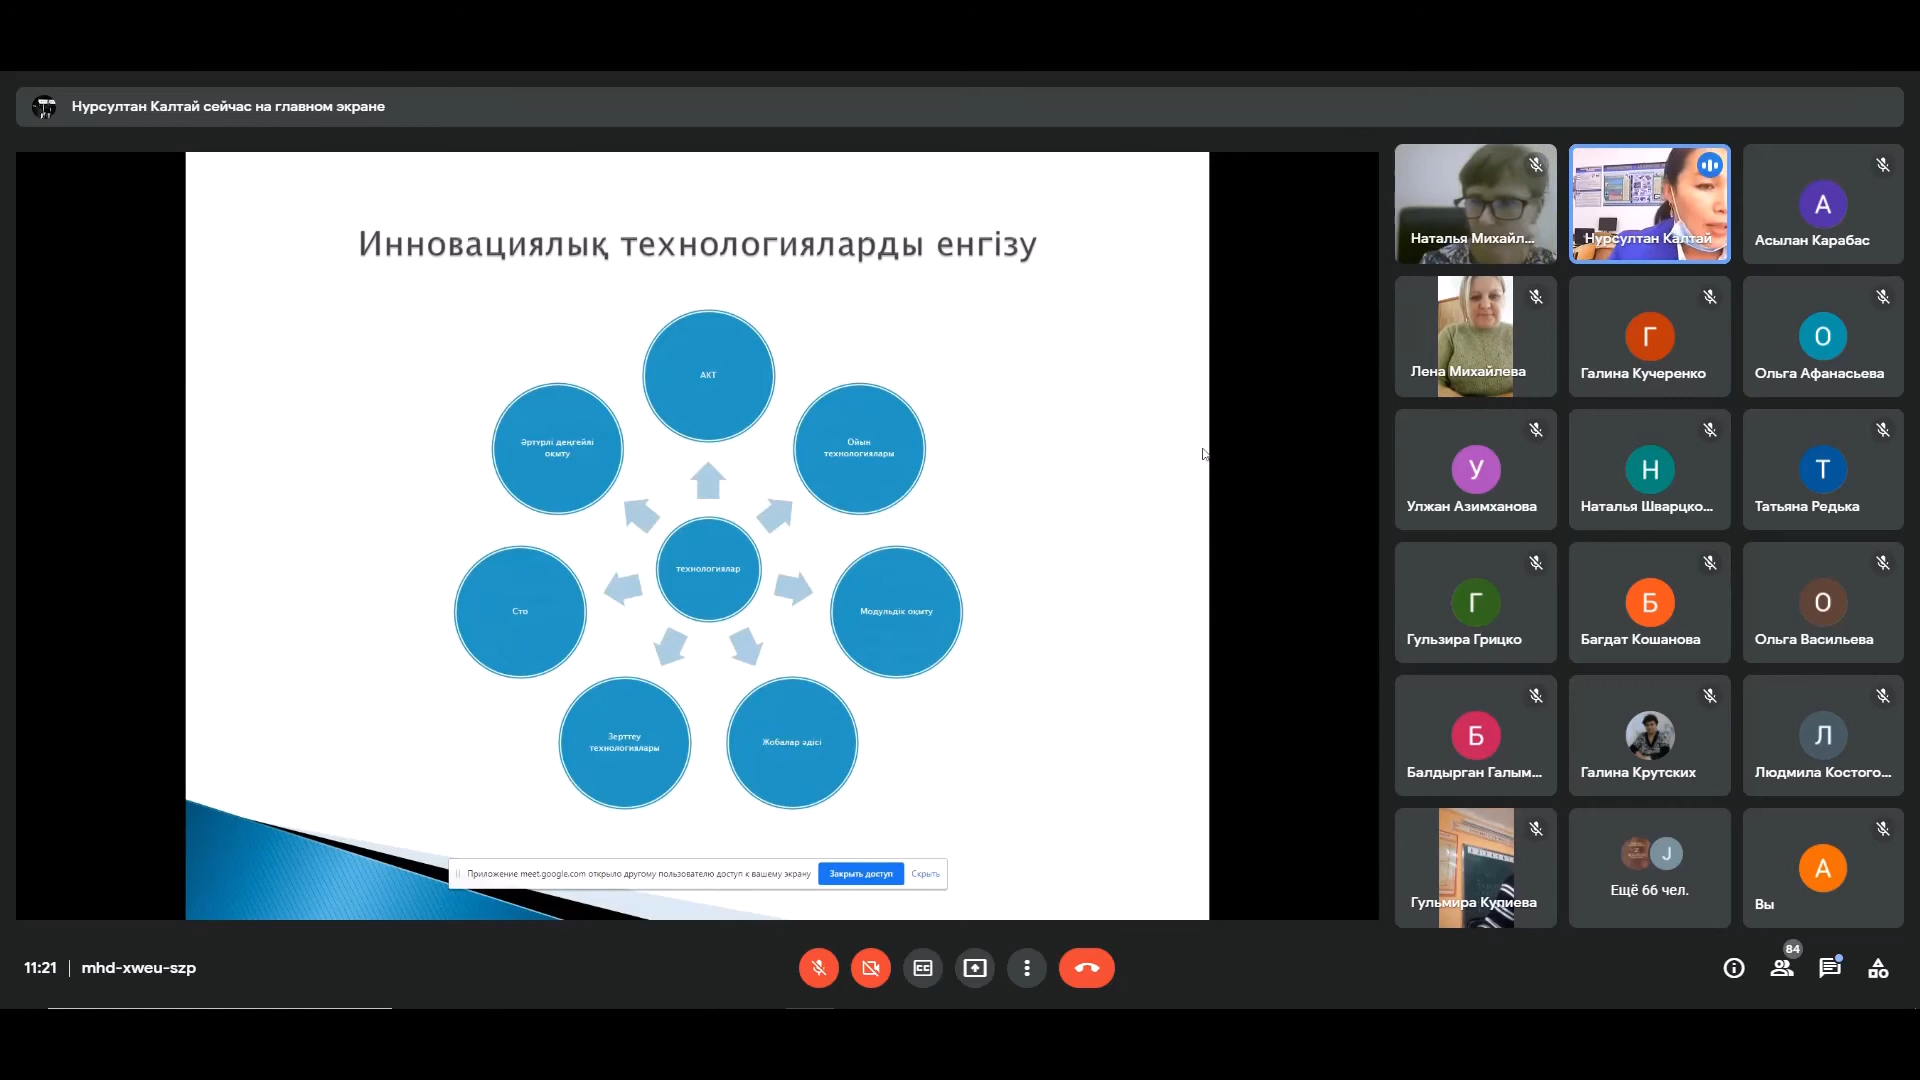 Нурсултан Калтай сейчас на главном экране
Инновациялық технологияларды енгізу
АКТ
Әртүрлі деңгейлі
оқыту
Ойын
технологиялары
технологиялар
Сто
Модульдік оқыту
Зерттеу
технологиялары
Жобалар әдісі
Приложение meet.google.com открыло другому пользователю доступ к вашему экрану
Закрыть доступ
Скрыть
Наталья Михайл...
Нурсултан Калтай
А
Асылан Карабас
Лена Михайлева
Г
Галина Кучеренко
О
Ольга Афанасьева
У
Улжан Азимханова
Н
Наталья Шварцко...
Т
Татьяна Редька
Г
Гульзира Грицко
Б
Багдат Кошанова
О
Ольга Васильева
Б
Балдырган Галым...
Галина Крутских
Л
Людмила Костого...
Гульмира Купиева
J
Ещё 66 чел.
А
Вы
11:21 | mhd-xweu-szp
84